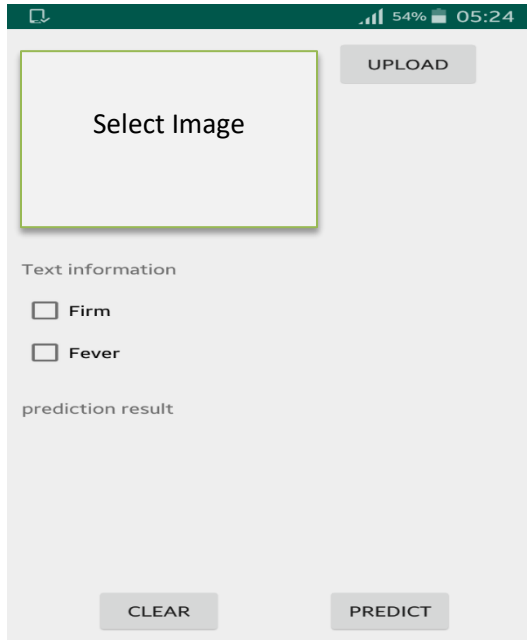 54% 05:24
UPLOAD
Select Image
Text information
Firm
Fever
prediction result
CLEAR PREDICT